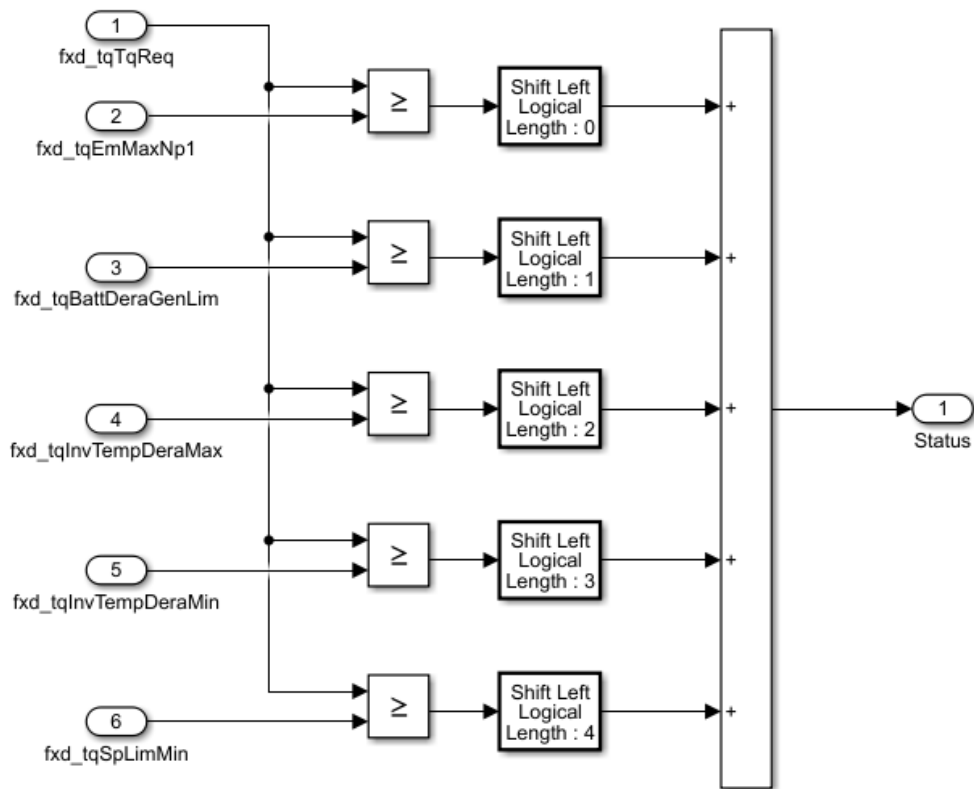 1
fxd_tqTqReq
2
fxd_tqEmMaxNp1
≥
Shift Left
Logical
Length : 0
+
3
fxd_tqBattDeraGenLim
≥
Shift Left
Logical
Length : 1
+
4
fxd_tqInvTempDeraMax
≥
Shift Left
Logical
Length : 2
+
1
Status
5
fxd_tqInvTempDeraMin
≥
Shift Left
Logical
Length : 3
+
6
fxd_tqSpLimMin
≥
Shift Left
Logical
Length : 4
+